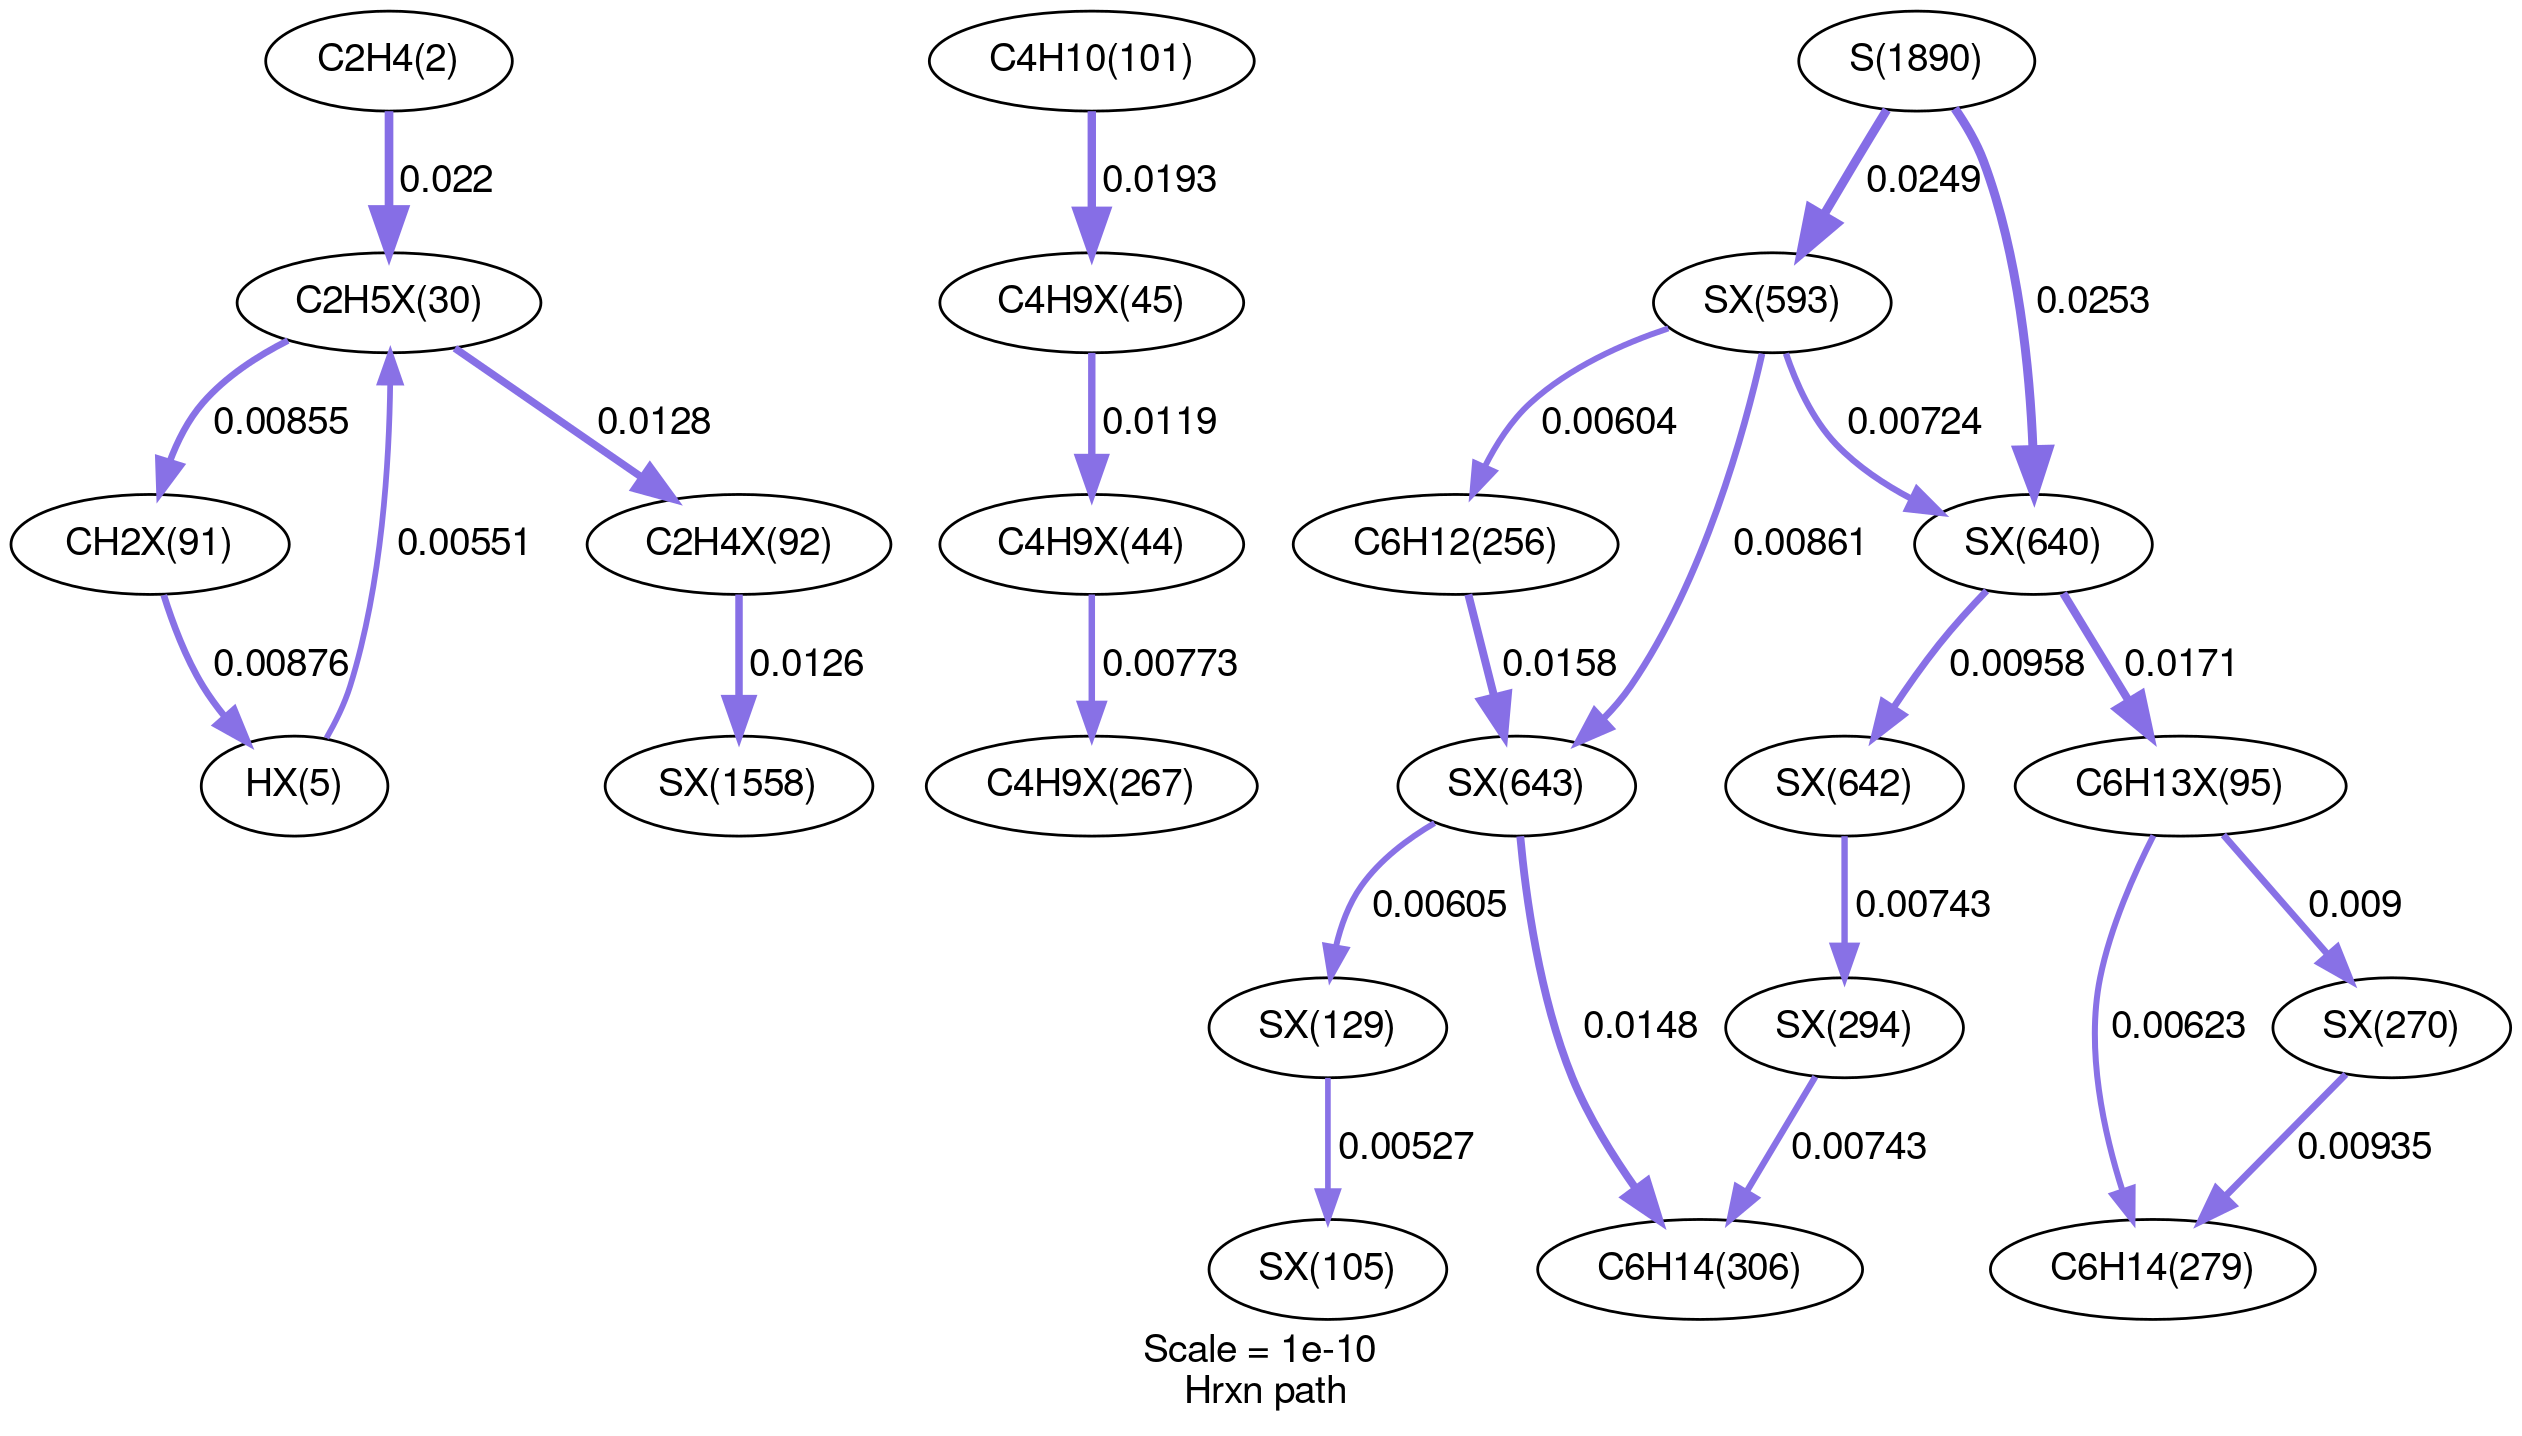 C2H4(2)
C4H10(101)
S(1890)
0.022
0.0193
0.0249
C2H5X(30)
C4H9X(45)
SX(593)
0.0253
0.00855
0.0128
0.0119
0.00604
0.00724
CH2X(91)
0.00551
C2H4X(92)
C4H9X(44)
C6H12(256)
0.00861
SX(640)
0.00876
0.0126
0.00773
0.0158
0.00958
0.0171
HX(5)
SX(1558)
C4H9X(267)
SX(643)
SX(642)
C6H13X(95)
0.00605
0.00743
0.009
SX(129)
0.0148
SX(294)
0.00623
SX(270)
0.00527
0.00743
0.00935
SX(105)
C6H14(306)
C6H14(279)
Scale = 1e-10
Hrxn path